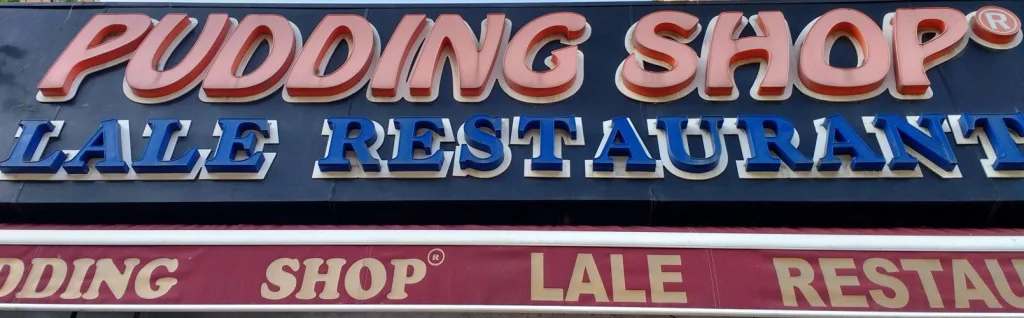 PUDDING SHOP®
LALE RESTAURANT
DDING SHOP® LALE RESTAU